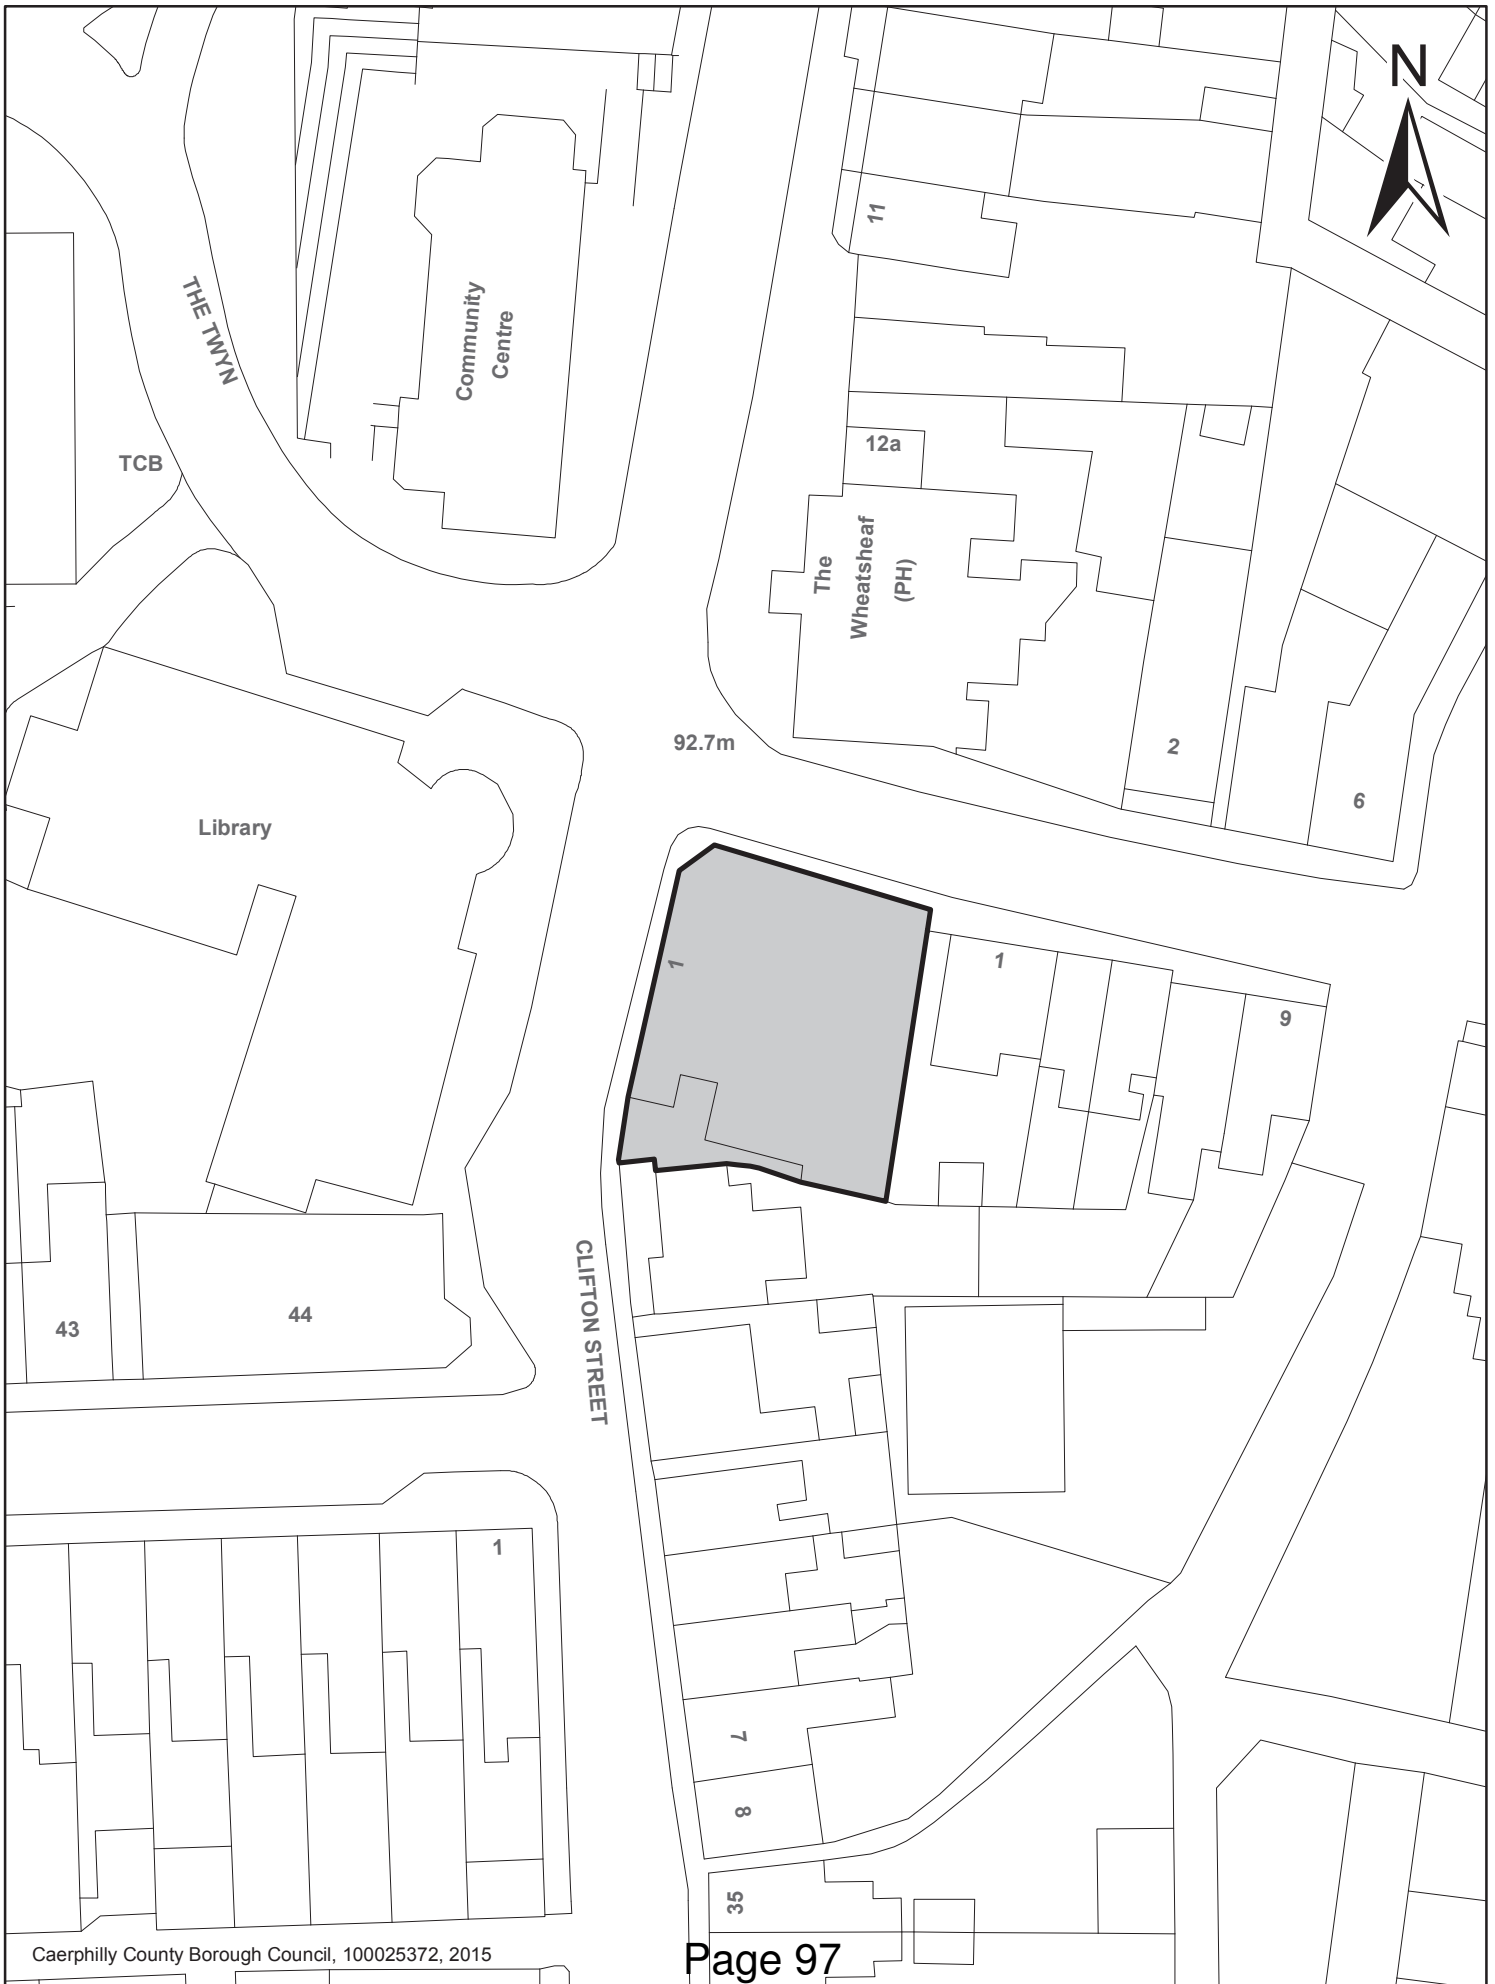 N
11
THE TWYN
Community
Centre
TCB
12a
The
Wheatsheaf
(PH)
92.7m
2
6
Library
1
1
9
CLIFTON STREET
43
44
1
7
8
35
Caerphilly County Borough Council, 100025372, 2015
Page 97